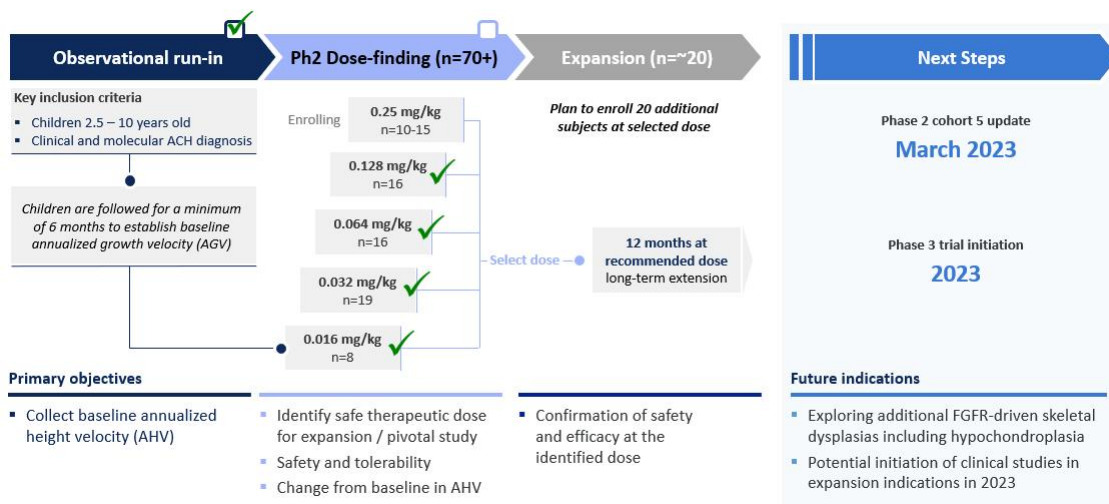 Observational run-in
Ph2 Dose-finding (n=70+)
Expansion (n=~20)
Next Steps
Key inclusion criteria
▪ Children 2.5 – 10 years old
▪ Clinical and molecular ACH diagnosis
Children are followed for a minimum
of 6 months to establish baseline
annualized growth velocity (AGV)
Enrolling
0.25 mg/kg
n=10-15
0.128 mg/kg
n=16
0.064 mg/kg
n=16
0.032 mg/kg
n=19
0.016 mg/kg
n=8
Select dose
Plan to enroll 20 additional
subjects at selected dose
12 months at
recommended dose
long-term extension
Phase 2 cohort 5 update
March 2023
Phase 3 trial initiation
2023
Primary objectives
▪ Collect baseline annualized
height velocity (AHV)
▪ Identify safe therapeutic dose
for expansion / pivotal study
▪ Safety and tolerability
▪ Change from baseline in AHV
▪ Confirmation of safety
and efficacy at the
identified dose
Future indications
▪ Exploring additional FGFR-driven skeletal
dysplasias including hypochondroplasia
▪ Potential initiation of clinical studies in
expansion indications in 2023